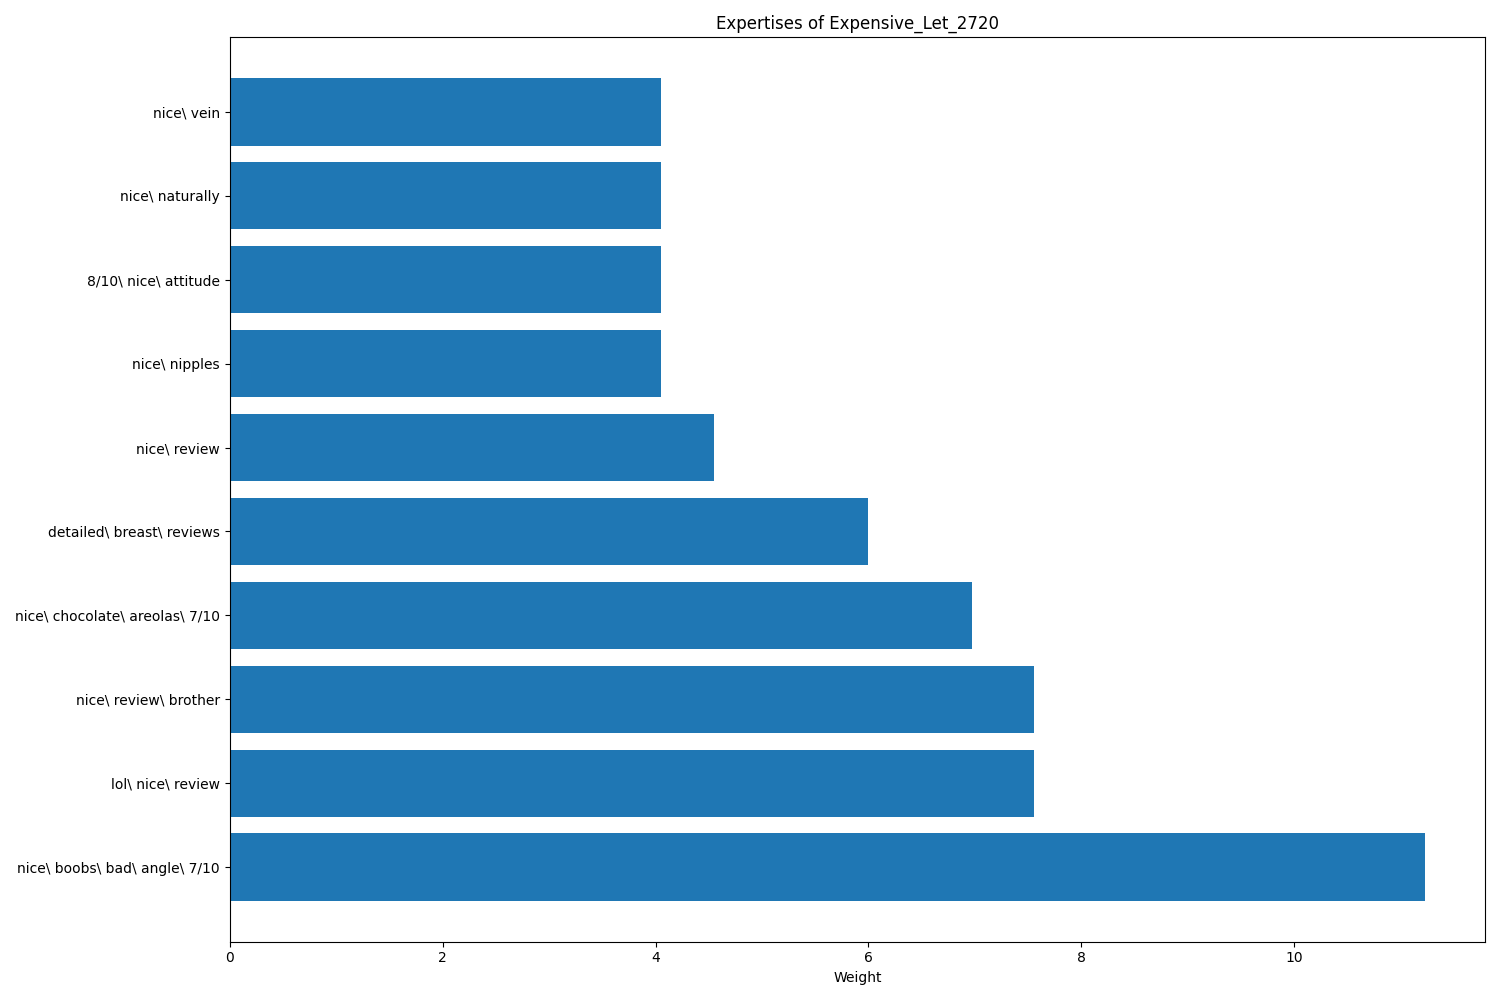 Expertises of Expensive_Let_2720
nice\ vein
nice\ naturally
8/10\ nice\ attitude
nice\ nipples
nice\ review
detailed\ breast\ reviews
nice\ chocolate\ areolas\ 7/10
nice\ review\ brother
lol\ nice\ review
nice\ boobs\ bad\ angle\ 7/10
0 2 4 6 8 10
Weight